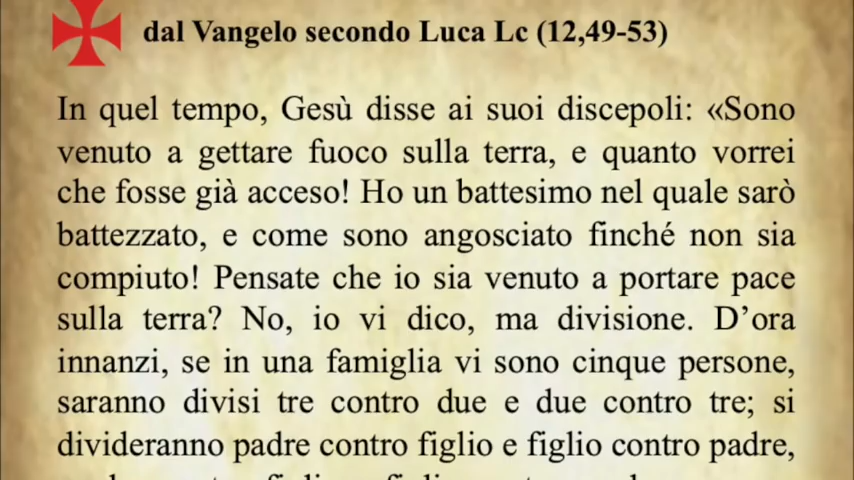 dal Vangelo secondo Luca Lc (12,49-53)
In quel tempo, Gesù disse ai suoi discepoli: «Sono
venuto a gettare fuoco sulla terra, e quanto vorrei
che fosse già acceso! Ho un battesimo nel quale sarò
battezzato, e come sono angosciato finché non sia
compiuto! Pensate che io sia venuto a portare pace
sulla terra? No, io vi dico, ma divisione. D’ora
innanzi, se in una famiglia vi sono cinque persone,
saranno divisi tre contro due e due contro tre; si
divideranno padre contro figlio e figlio contro padre,